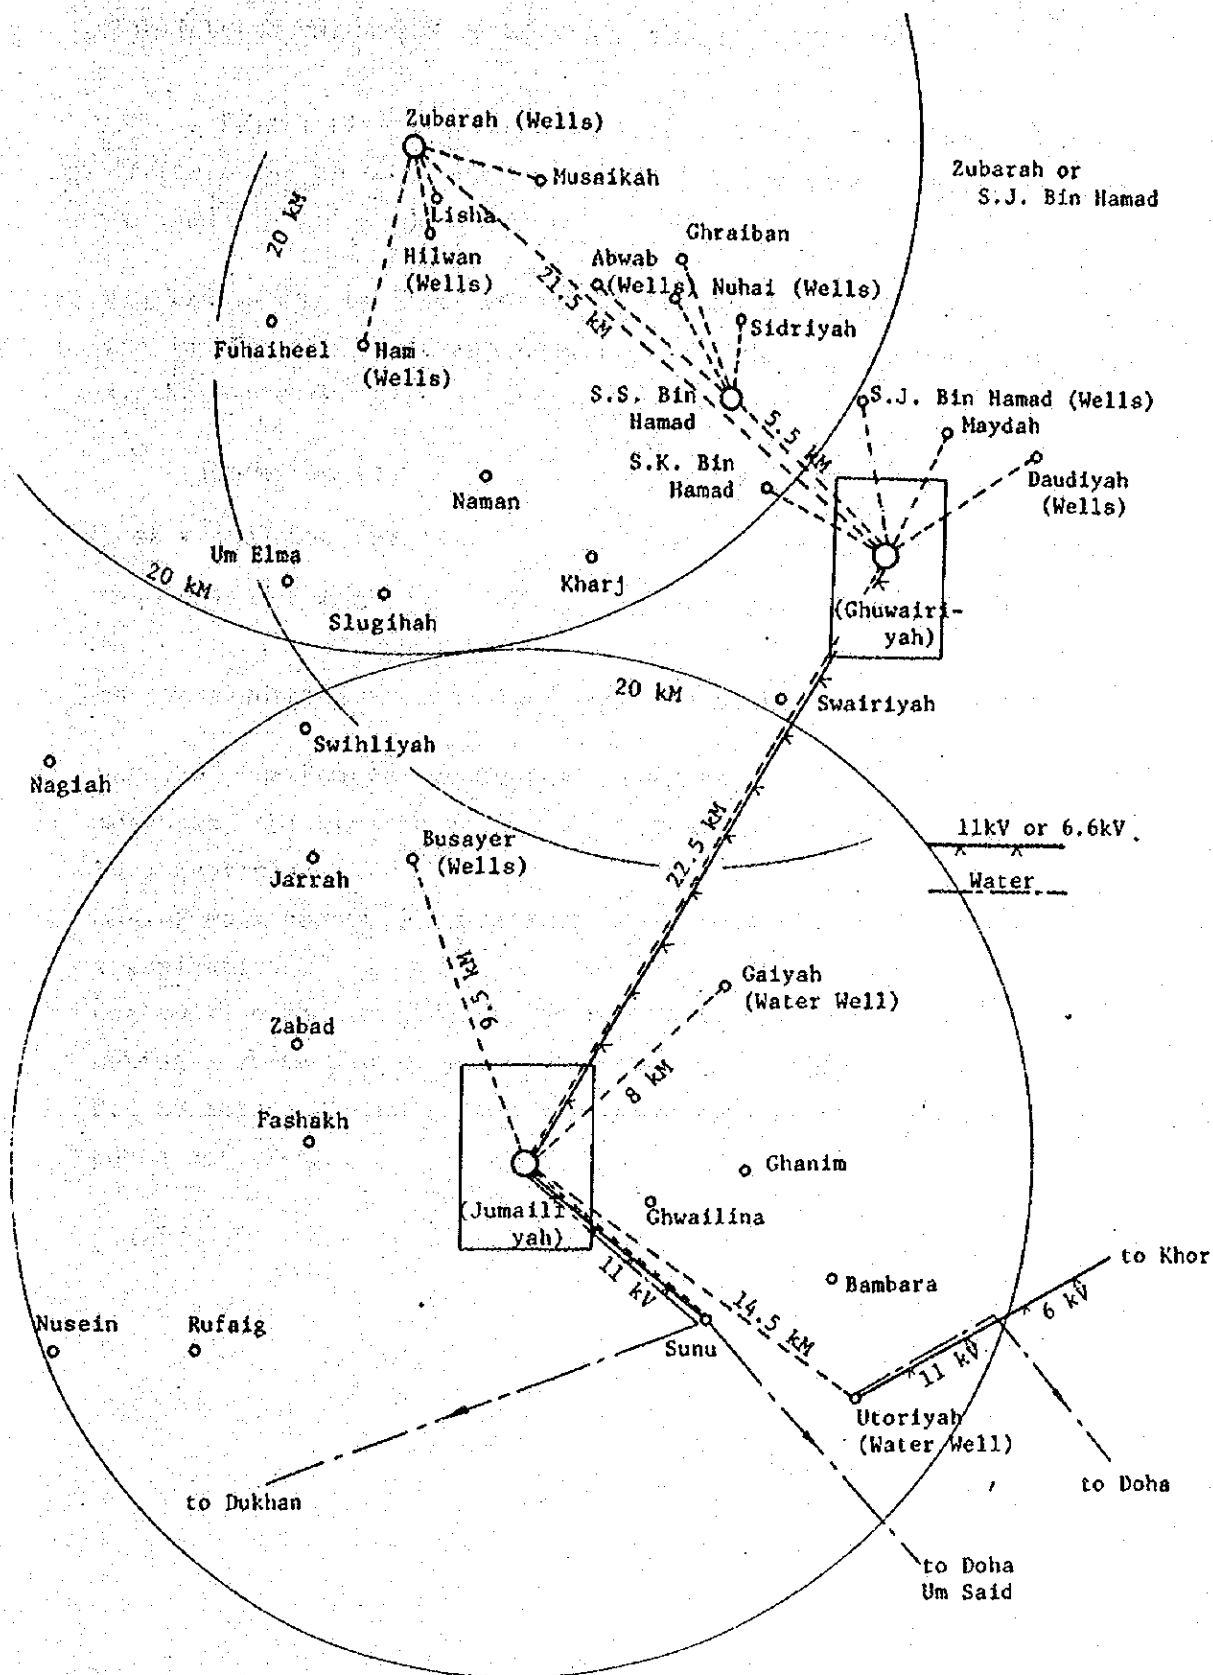 Zubarah (Wells)
Musaikah
Lisha
Hilwan
(Wells)
20 kM
Zubarah or
S.J. Bin Hamad
Ghraiban
Abwab
(Wells)
Nuhai (Wells)
Sidriyah
21.5 kM
Fuhaiheel
Ham
(Wells)
S.S. Bin
Hamad
5.5 kM
S.J. Bin Hamad (Wells)
Maydah
S.K. Bin
Hamad
Daudiyah
(Wells)
Naman
Um Elma
20 kM
Kharj
Slugihah
(Ghuwairi-
yah)
20 kM
Swairiyah
Swihliyah
Nagiah
22.5 kM
11kV or 6.6kV
Busayer
(Wells)
Jarrah
Water
9.5 kM
Gaiyah
(Water Well)
Zabad
8 kM
Fashakh
Ghanim
(Jumaili
yah)
Ghwailina
11 kV
to Khor
Bambara
6 kV
14.5 kM
Nusein
Rufaig
Sunu
11 kV
Utoriyah
(Water Well)
to Dukhan
to Doha
to Doha
Um Said